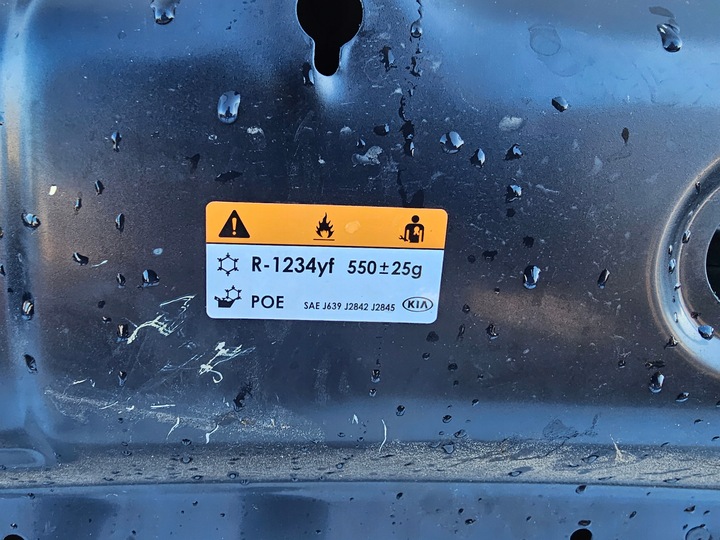 R-1234yf 550±25g
POE SAE J639 J2842 J2845 KIA